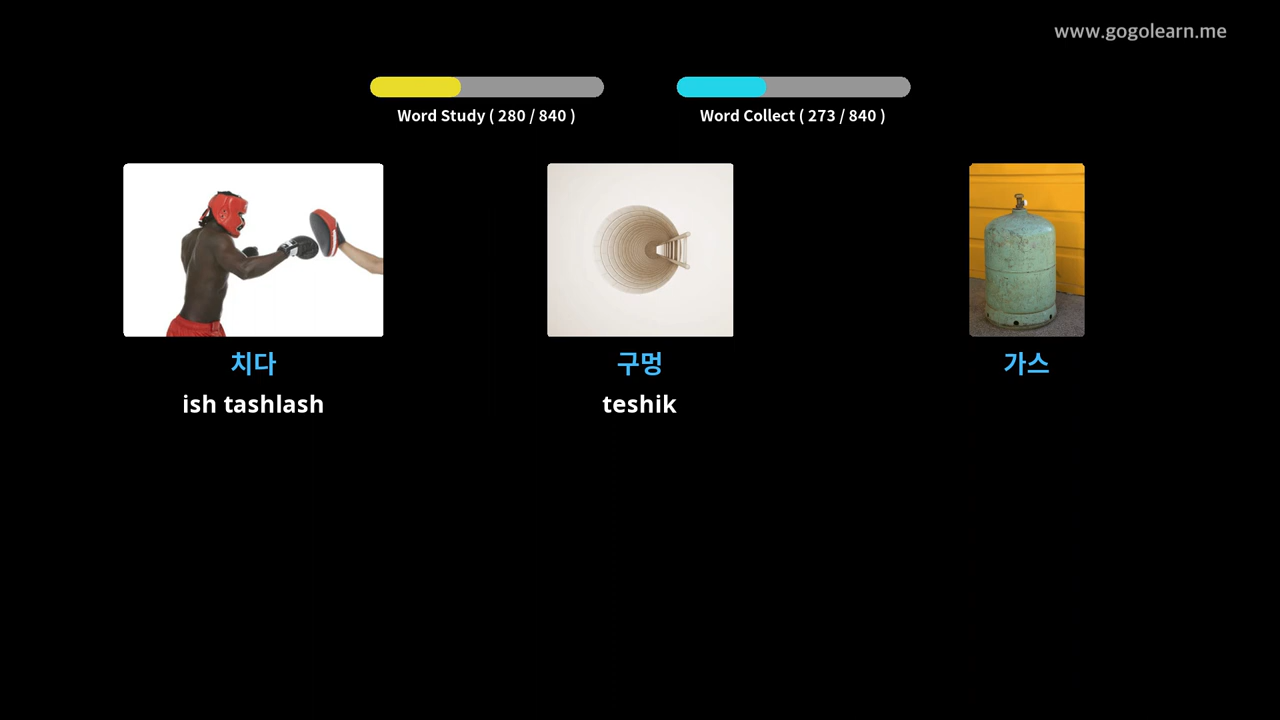 www.gogolearn.me
Word Study ( 280 / 840 )
Word Collect ( 273 / 840 )
치다
구멍
가스
ish tashlash
teshik